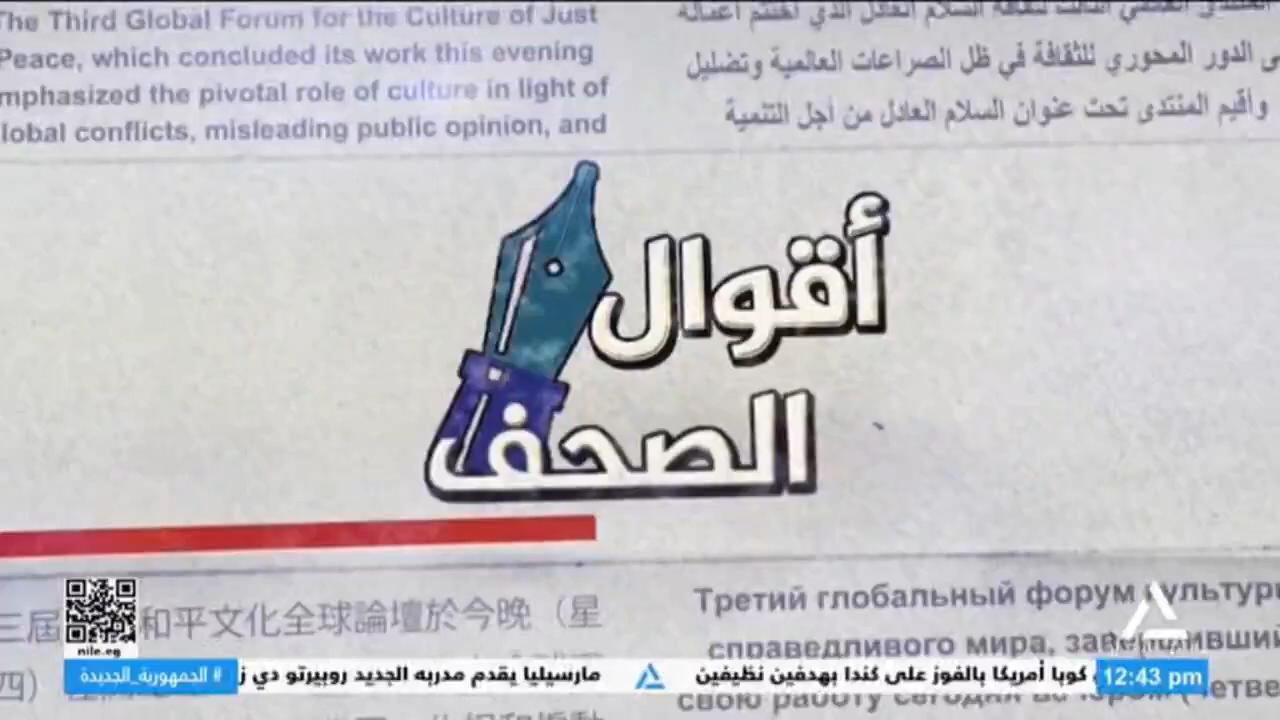 The Third Global Forum for the Culture of Just
Peace, which concluded its work this evening
mphasized the pivotal role of culture in light of
lobal conflicts, misleading public opinion, and
الدور المحوري للثقافة في ظل الصراعات العالمية وتضليل
وأقيم المنتدى تحت عنوان السلام العادل من أجل التنمية
أقوال
الصحف
三屆
和平文化全球論壇於今晚（星
四）
Третий глобальный форум культуры
справедливого мира,
свою работу сегодня
nile.eg
كوبا أمريكا بالفوز على كندا بهدفين نظيفين
مارسيليا يقدم مدربه الجديد روبيرتو دي ز
# الجمهورية_الجديدة
12:43 pm